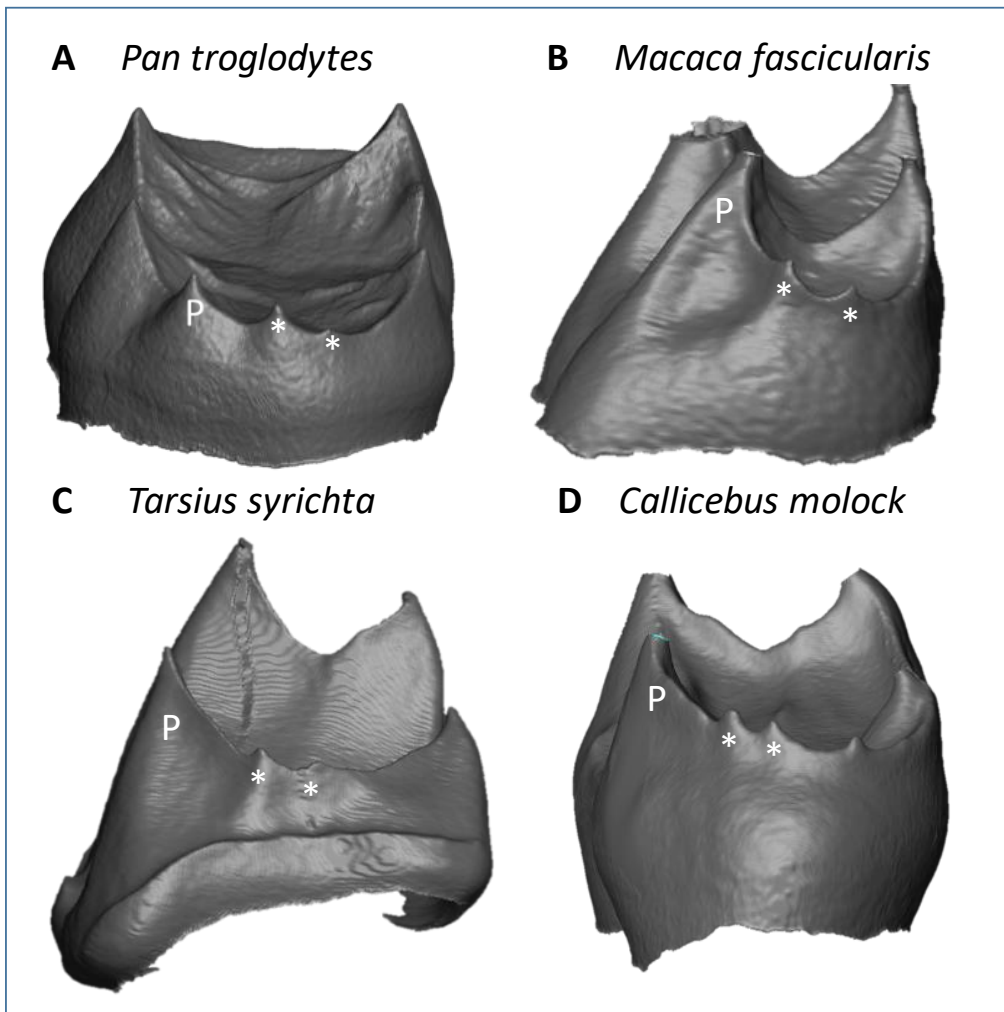 A Pan troglodytes
B Macaca fascicularis
P
* *
P
* *
C Tarsius syrichta
D Callicebus molock
P
* *
P
* *